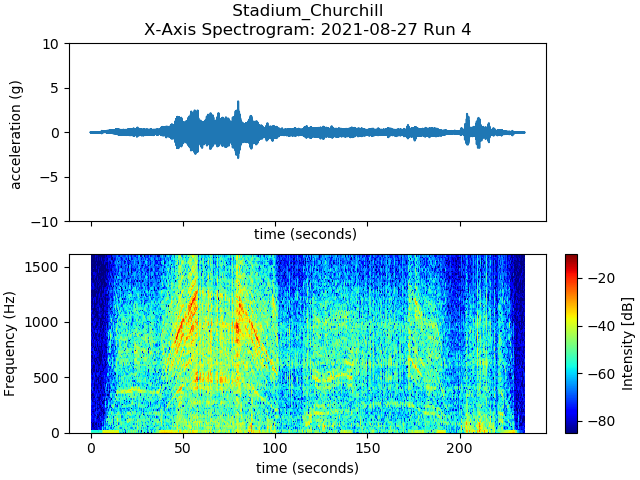 Stadium_Churchill
X-Axis Spectrogram: 2021-08-27 Run 4
10
5
0
−5
−10
acceleration (g)
time (seconds)
1500
1000
500
0
Frequency (Hz)
0 50 100 150 200
time (seconds)
−20
−40
−60
−80
Intensity [dB]